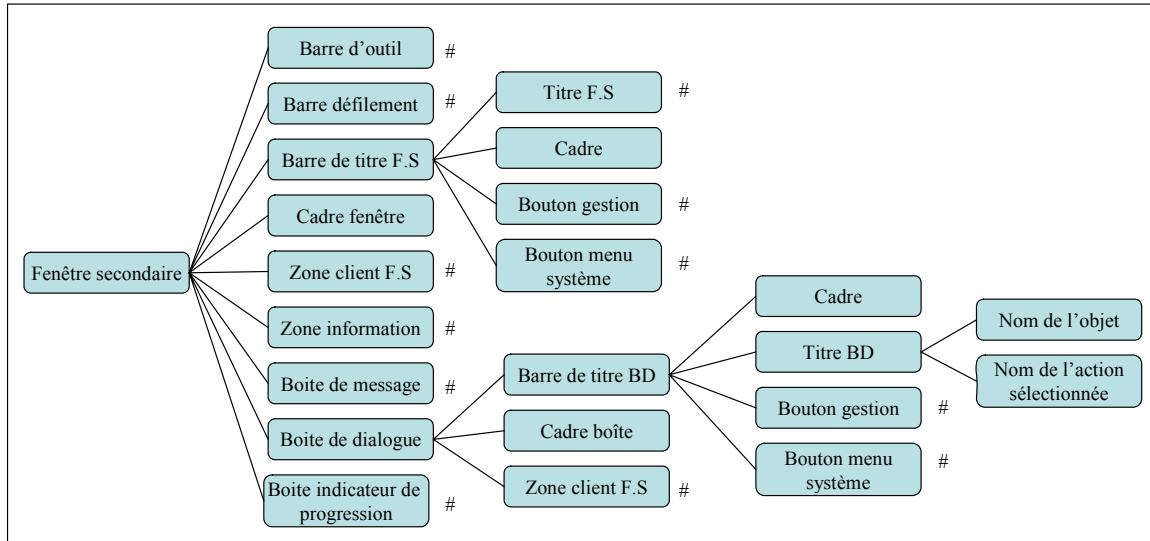 Barre d’outil #
Barre défilement #
Titre F.S #
Barre de titre F.S
Cadre
Cadre fenêtre
Bouton gestion #
Fenêtre secondaire
Zone client F.S #
Bouton menu
système #
Zone information #
Cadre
Nom de l’objet
Boite de message #
Barre de titre BD
Titre BD
Nom de l’action
sélectionnée
Boite de dialogue
Cadre boîte
Bouton gestion #
Boite indicateur de
progression #
Zone client F.S #
Bouton menu
système #